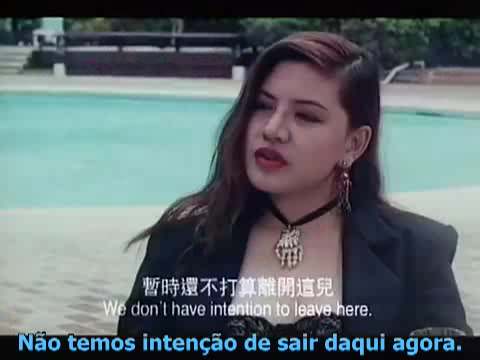 暫時還不打算離開這兒
We don't have intention to leave here.
Não temos intenção de sair daqui agora.